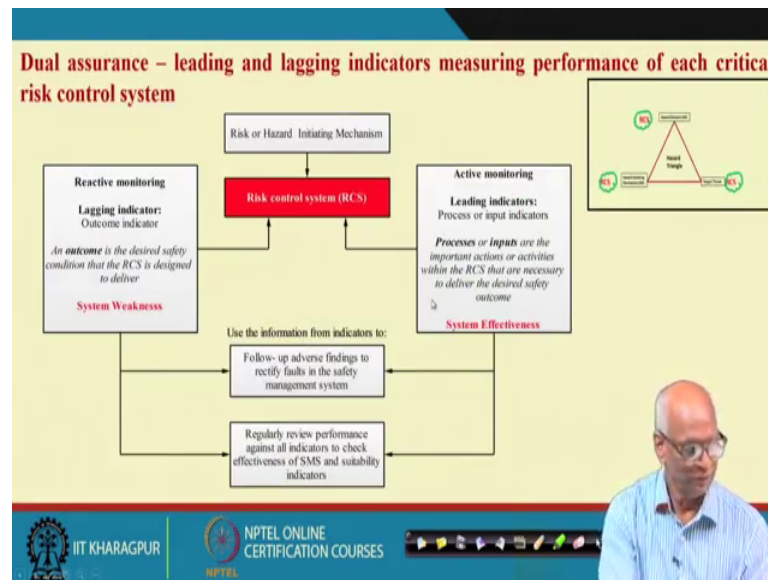 Dual assurance – leading and lagging indicators measuring performance of each critica
risk control system
Risk or Hazard Initiating Mechanism
Risk control system (RCS)
Reactive monitoring
Lagging indicator:
Outcome indicator
An outcome is the desired safety
condition that the RCS is designed
to deliver
System Weaknesss
Active monitoring
Leading indicators:
Process or input indicators
Processes or inputs are the
important actions or activities
within the RCS that are necessary
to deliver the desired safety
outcome
System Effectiveness
Use the information from indicators to:
Follow- up adverse findings to
rectify faults in the safety
management system
Regularly review performance
against all indicators to check
effectiveness of SMS and suitability
indicators
RCS
Hazard
Triangle
RCS
RCS
IIT KHARAGPUR
NPTEL
NPTEL ONLINE
CERTIFICATION COURSES